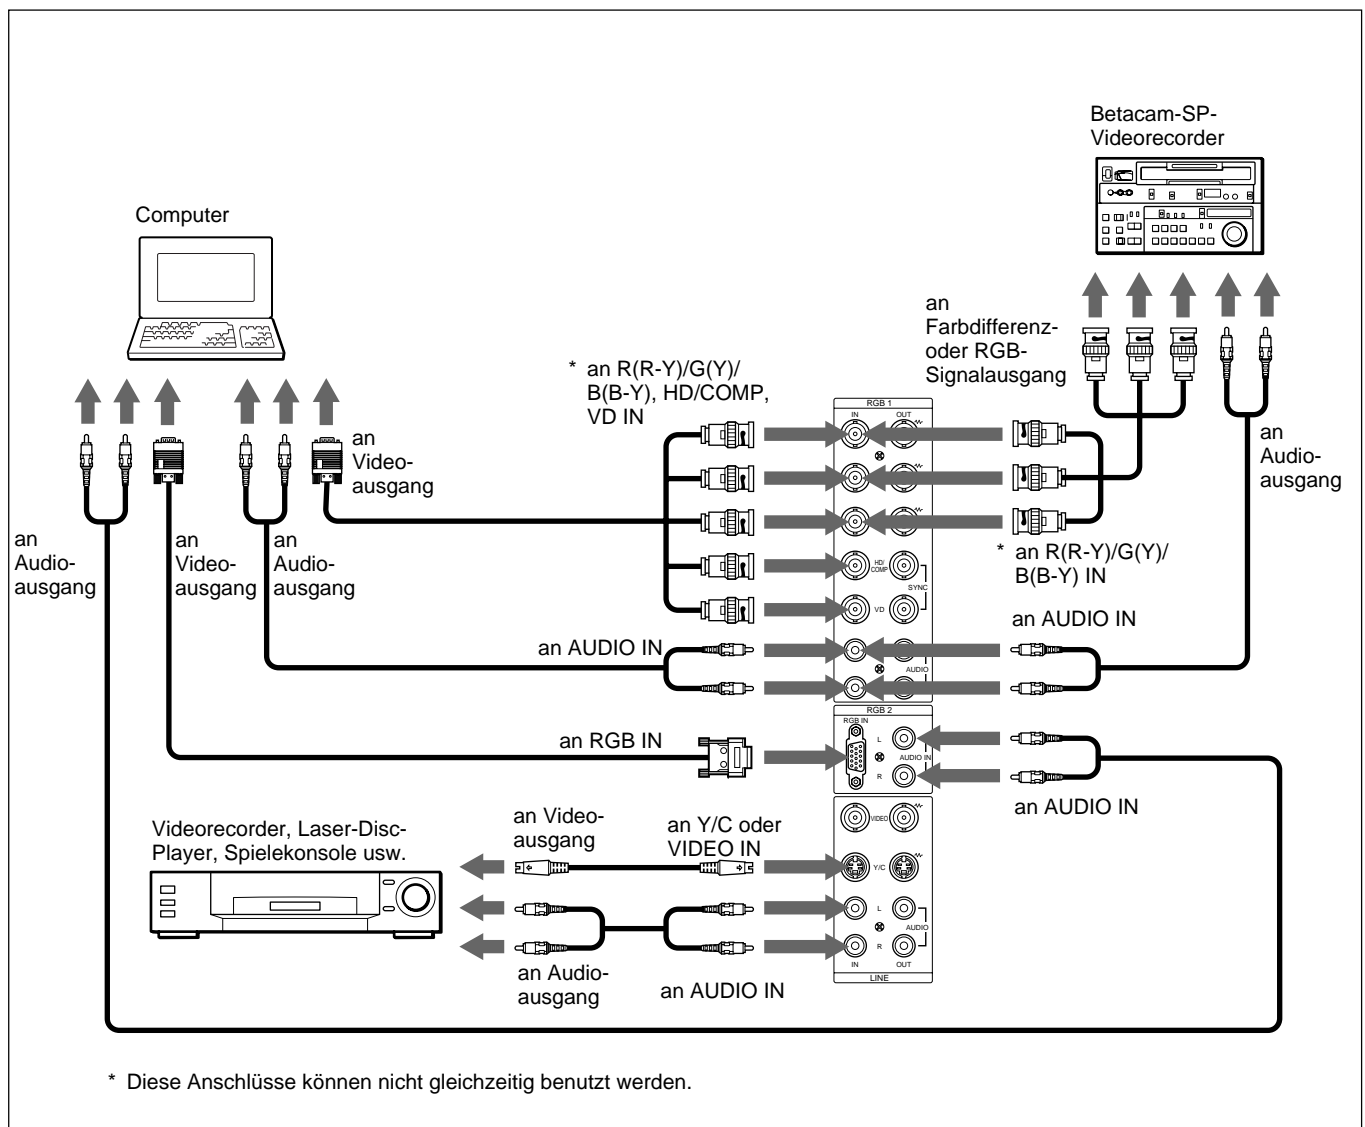 Betacam-SP-
Videorecorder
Computer
an
Farbdifferenz-
oder RGB-
Signalausgang
* an R(R-Y)/G(Y)/
B(B-Y), HD/COMP,
VD IN
an
Video-
ausgang
an
Audio-
ausgang
an
Audio-
ausgang
an
Video-
ausgang
an
Audio-
ausgang
RGB 1
IN
OUT
HD/
COMP
SYNC
VD
AUDIO
* an R(R-Y)/G(Y)/
B(B-Y) IN
an AUDIO IN
an AUDIO IN
RGB 2
RGB IN
L
AUDIO IN
R
an RGB IN
an AUDIO IN
Videorecorder, Laser-Disc-
Player, Spielekonsole usw.
an Video-
ausgang
an Y/C oder
VIDEO IN
VIDEO
Y/C
L
AUDIO
R
IN
OUT
LINE
an Audio-
ausgang
an AUDIO IN
* Diese Anschlüsse können nicht gleichzeitig benutzt werden.